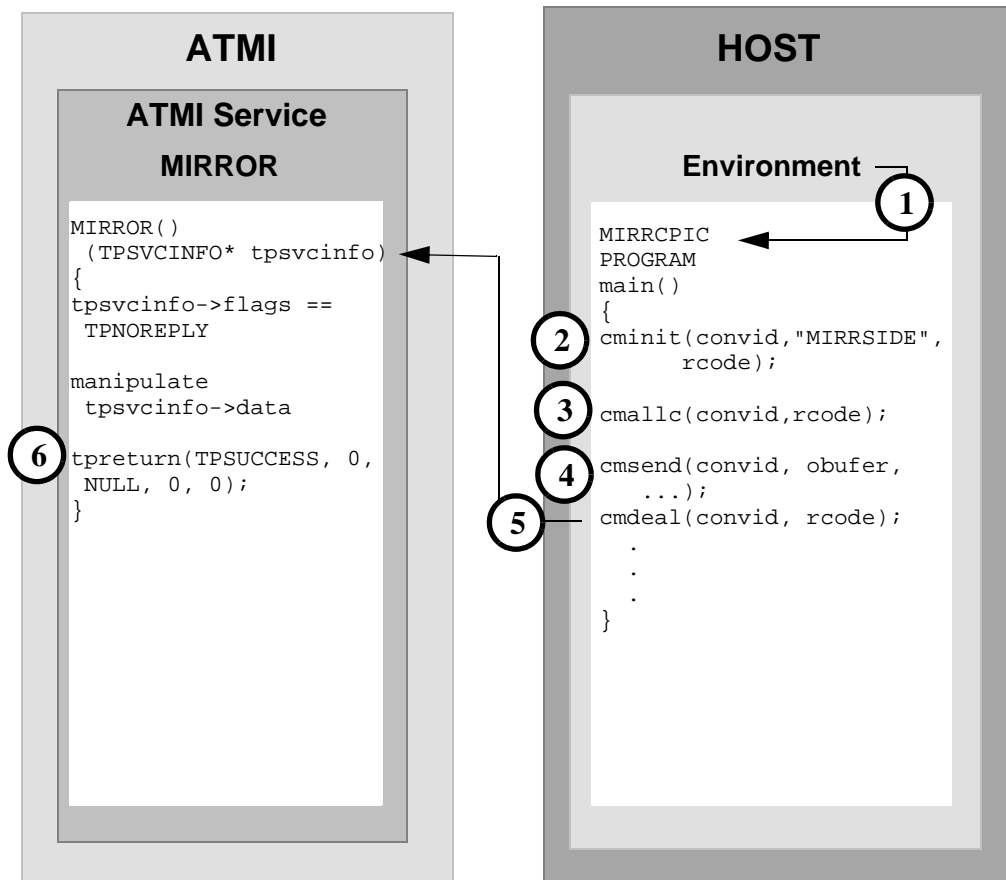 ATMI
ATMI Service
MIRROR
MIRROR()
(TPSVCINFO* tpsvcinfo)
{
tpsvcinfo->flags ==
TPNOREPLY
manipulate
tpsvcinfo->data
6
tpreturn(TPSUCCESS, 0,
NULL, 0, 0);
}
HOST
Environment
1
MIRRCPIC
PROGRAM
main()
{
2
cminit(convid,"MIRRSIDE",
rcode);
3
cmallc(convid,rcode);
4
cmsend(convid, obufer,
...);
5
cmdeal(convid, rcode);
.
.
.
}